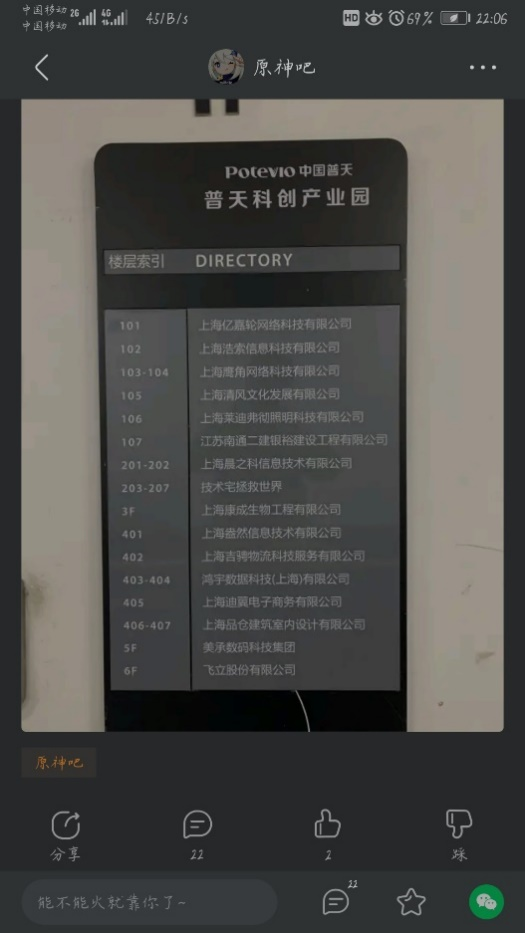 中国移动 2G 4G 451B/s HD 69% 22:06
中国移动
原神吧
Potevio 中国普天
普天科创产业园
楼层索引 DIRECTORY
101 上海亿嘉轮网络科技有限公司
102 上海浩索信息科技有限公司
103-104 上海鹰角网络科技有限公司
105 上海清风文化发展有限公司
106 上海莱迪弗彻照明科技有限公司
107 江苏南通二建银裕建设工程有限公司
201-202 上海晨之科信息技术有限公司
203-207 技术宅拯救世界
3F 上海康成生物工程有限公司
401 上海盎然信息技术有限公司
402 上海吉骋物流科技服务有限公司
403-404 鸿宇数据科技(上海)有限公司
405 上海迪翼电子商务有限公司
406-407 上海品仓建筑室内设计有限公司
5F 美承数码科技集团
6F 飞立股份有限公司
原神吧
分享 22 2 踩
能不能火就靠你了~ 22